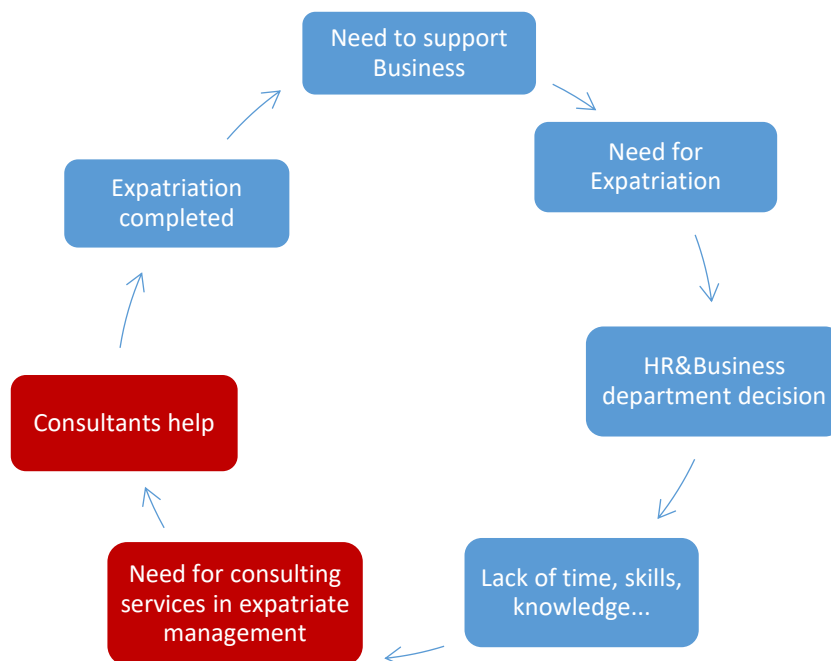 Need to support
Business
Need for
Expatriation
HR&Business
department decision
Lack of time, skills,
knowledge...
Need for consulting
services in expatriate
management
Consultants help
Expatriation
completed